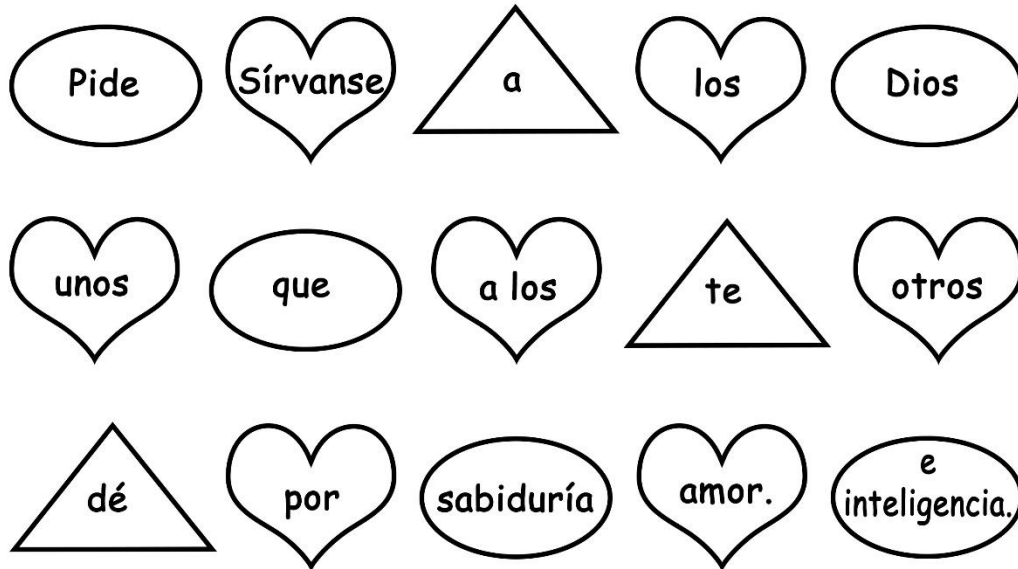 Pide Sírvanse a los Dios
unos que a los te otros
dé por sabiduría amor. e
inteligencia.